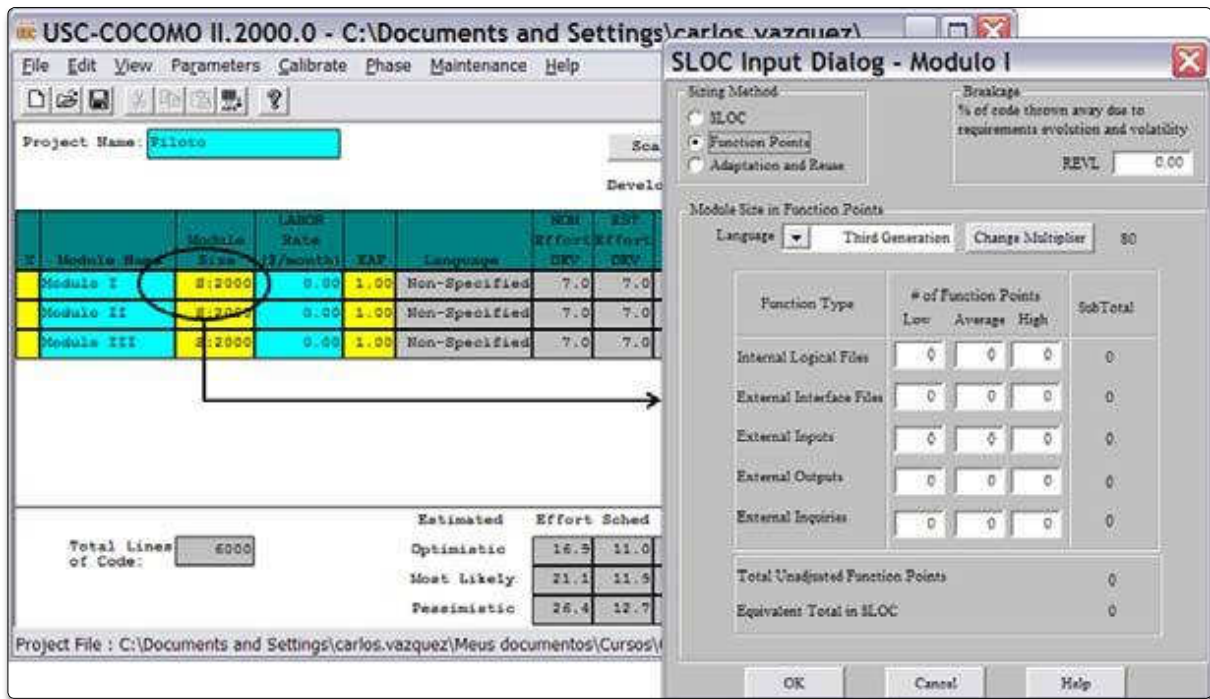 USC-COCOMO II.2000.0 - C:\Documents and Settings\carlos.vazquez\
File Edit View Parameters Calibrate Phase Maintenance Help
Project Name: Piloto
Sca
Develo
X Module Name Module Size LABOR Rate ($/month) EAF Language NOM Effort DEV EST Effort DEV
Modulo I S:2000 0.00 1.00 Non-Specified 7.0 7.0
Modulo II S:2000 0.00 1.00 Non-Specified 7.0 7.0
Modulo III S:2000 0.00 1.00 Non-Specified 7.0 7.0
Total Lines of Code: 6000
Estimated Effort Sched
Optimistic 16.9 11.0
Most Likely 21.1 11.9
Pessimistic 26.4 12.7
Project File : C:\Documents and Settings\carlos.vazquez\Meus documentos\Cursos\
SLOC Input Dialog - Modulo I
Sizing Method
SLOC
Function Points
Adaptation and Reuse
Breakage
% of code thrown away due to
requirements evolution and volatility
REVL 0.00
Module Size in Function Points
Language Third Generation Change Multiplier 80
Function Type # of Function Points SubTotal
Low Average High
Internal Logical Files 0 0 0 0
External Interface Files 0 0 0 0
External Inputs 0 0 0 0
External Outputs 0 0 0 0
External Inquiries 0 0 0 0
Total Unadjusted Function Points 0
Equivalent Total in SLOC 0
OK Cancel Help